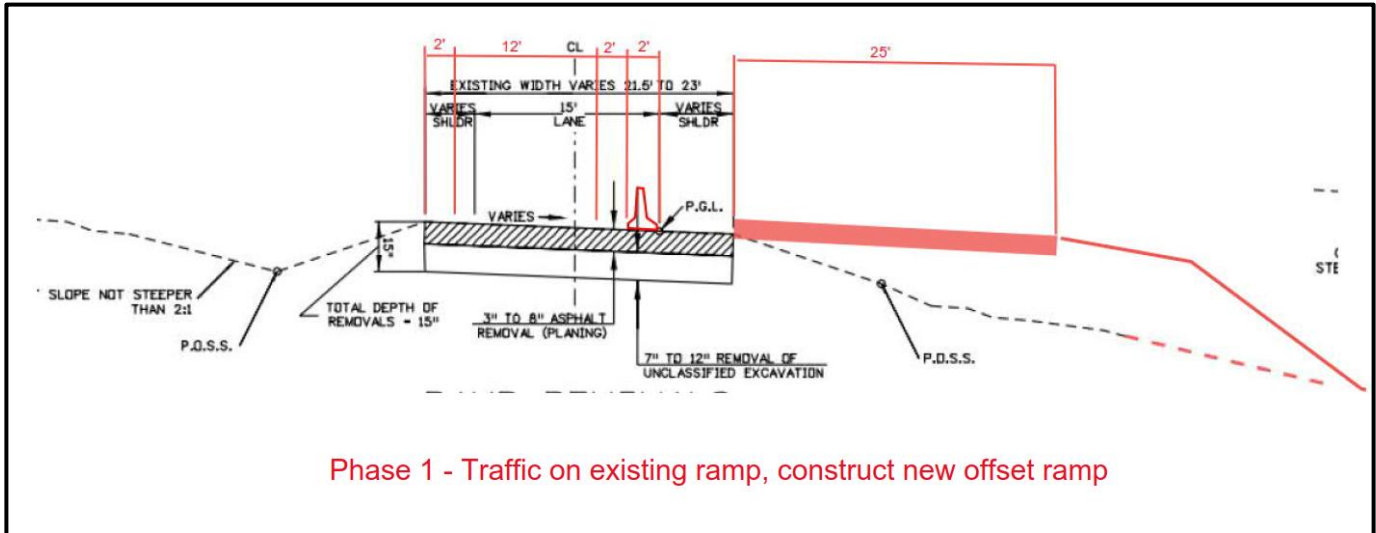 2' 12' CL 2' 2' 25'
EXISTING WIDTH VARIES 21.5' TO 23'
VARIES
SHLDR
15'
LANE
VARIES
SHLDR
VARIES
P.G.L.
15"
SLOPE NOT STEEPER
THAN 2:1
P.O.S.S.
TOTAL DEPTH OF
REMOVALS - 15"
3" TO 8" ASPHALT
REMOVAL (PLANING)
7" TO 12" REMOVAL OF
UNCLASSIFIED EXCAVATION
P.O.S.S.
STE
Phase 1 - Traffic on existing ramp, construct new offset ramp